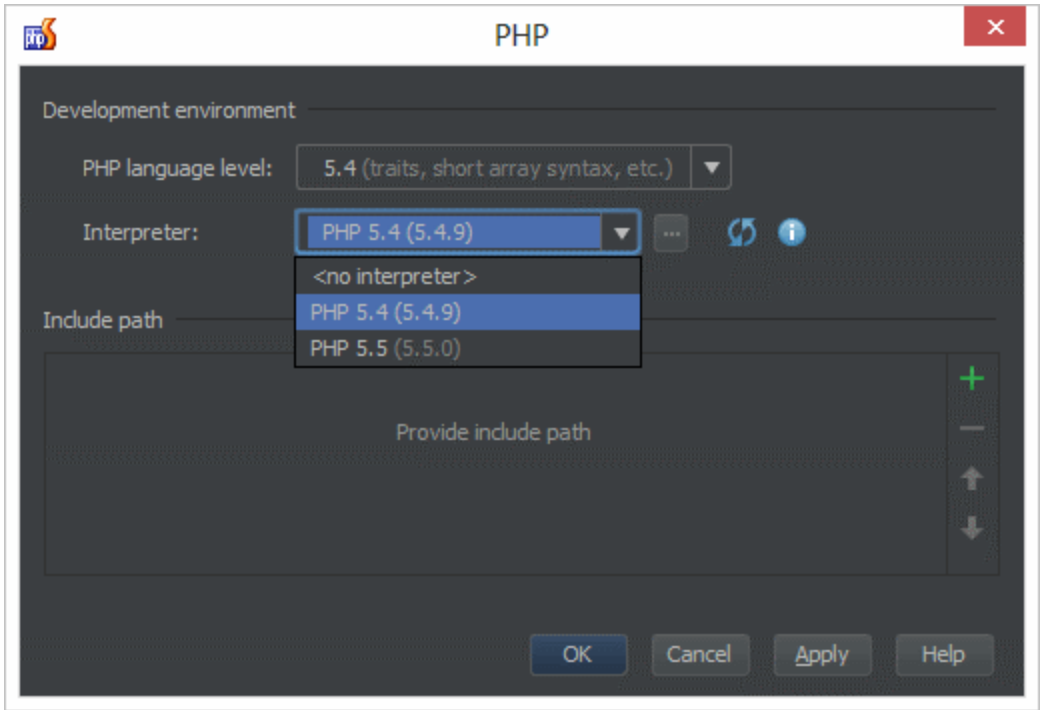 php
PHP
Development environment
PHP language level: 5.4 (traits, short array syntax, etc.)
Interpreter: PHP 5.4 (5.4.9) ...
<no interpreter>
PHP 5.4 (5.4.9)
PHP 5.5 (5.5.0)
Include path
Provide include path
OK Cancel Apply Help